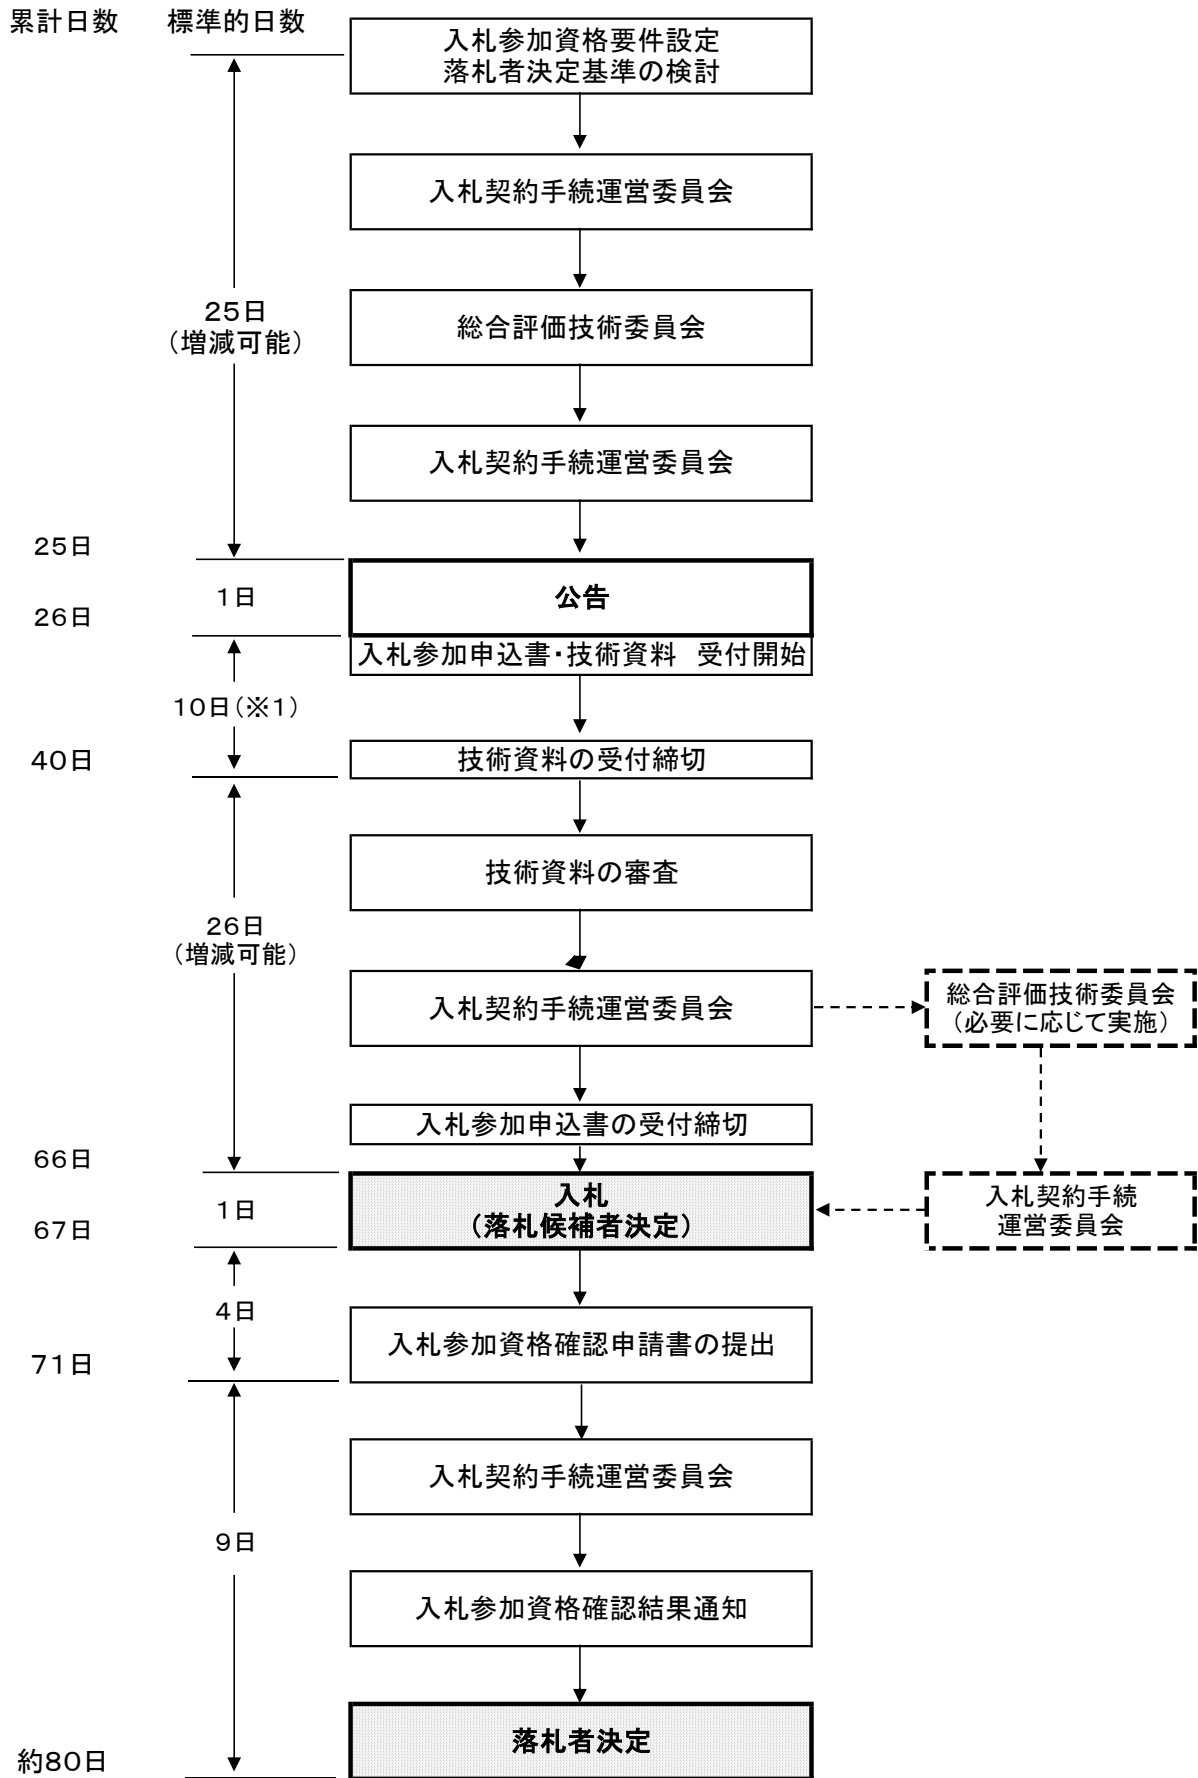 累計日数 標準的日数
入札参加資格要件設定
落札者決定基準の検討
入札契約手続運営委員会
25日
(増減可能)
総合評価技術委員会
入札契約手続運営委員会
25日
1日
公告
26日
入札参加申込書・技術資料 受付開始
10日(※1)
40日
技術資料の受付締切
技術資料の審査
26日
(増減可能)
入札契約手続運営委員会
総合評価技術委員会
(必要に応じて実施)
入札参加申込書の受付締切
66日
1日
入札
(落札候補者決定)
入札契約手続
運営委員会
67日
4日
入札参加資格確認申請書の提出
71日
入札契約手続運営委員会
9日
入札参加資格確認結果通知
落札者決定
約80日